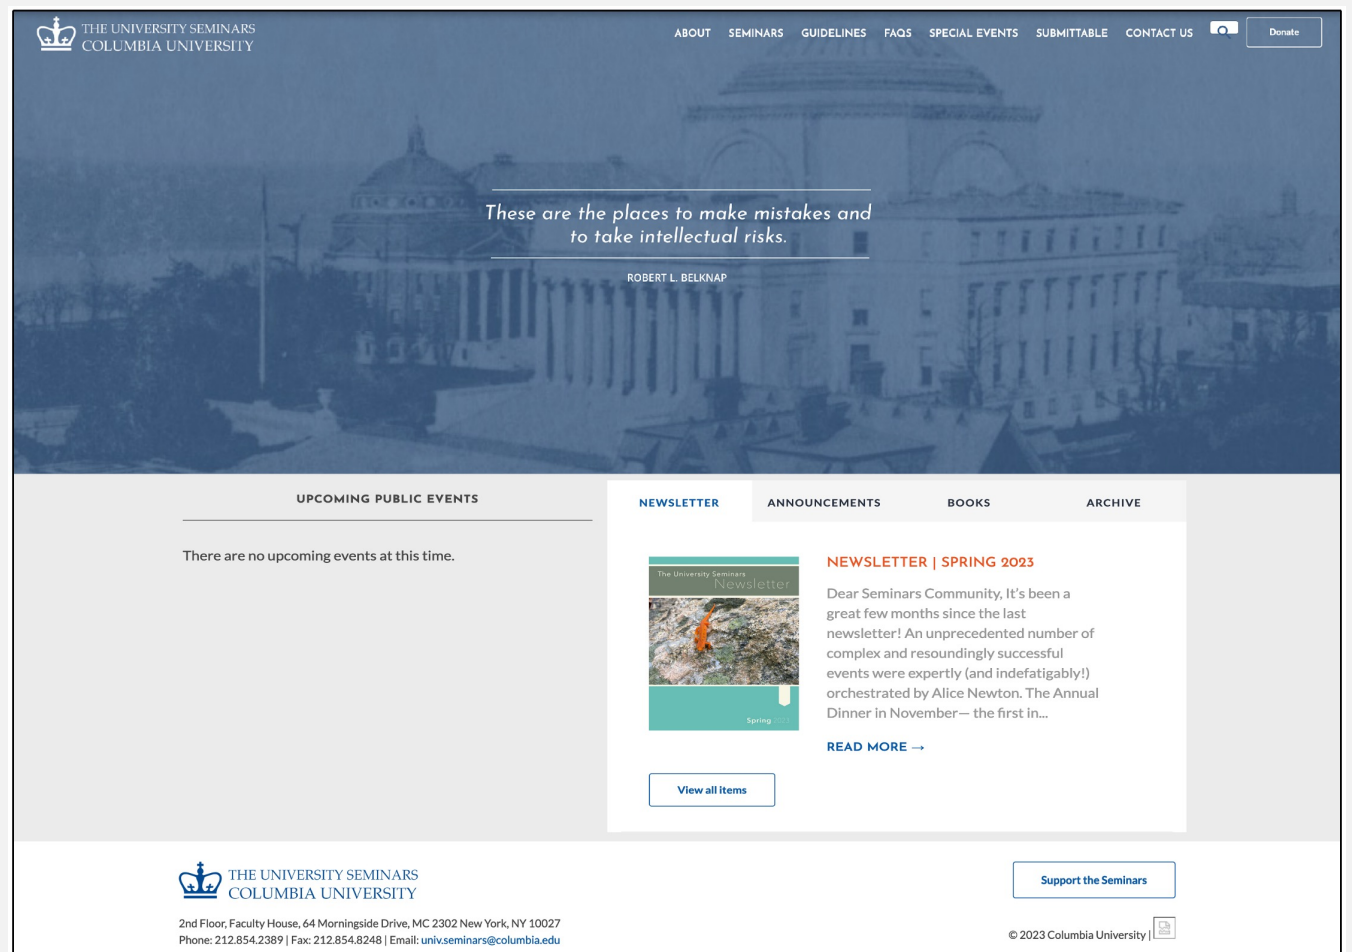 THE UNIVERSITY SEMINARS
COLUMBIA UNIVERSITY
ABOUT SEMINARS GUIDELINES FAQS SPECIAL EVENTS SUBMITTABLE CONTACT US Donate
These are the places to make mistakes and
to take intellectual risks.
ROBERT L. BELKNAP
UPCOMING PUBLIC EVENTS
There are no upcoming events at this time.
NEWSLETTER ANNOUNCEMENTS BOOKS ARCHIVE
The University Seminars
Newsletter
Spring 2023
NEWSLETTER | SPRING 2023
Dear Seminars Community, It's been a
great few months since the last
newsletter! An unprecedented number of
complex and resoundingly successful
events were expertly (and indefatigably!)
orchestrated by Alice Newton. The Annual
Dinner in November— the first in...
READ MORE →
View all items
THE UNIVERSITY SEMINARS
COLUMBIA UNIVERSITY
2nd Floor, Faculty House, 64 Morningside Drive, MC 2302 New York, NY 10027
Phone: 212.854.2389 | Fax: 212.854.8248 | Email: univ.seminars@columbia.edu
Support the Seminars
© 2023 Columbia University |